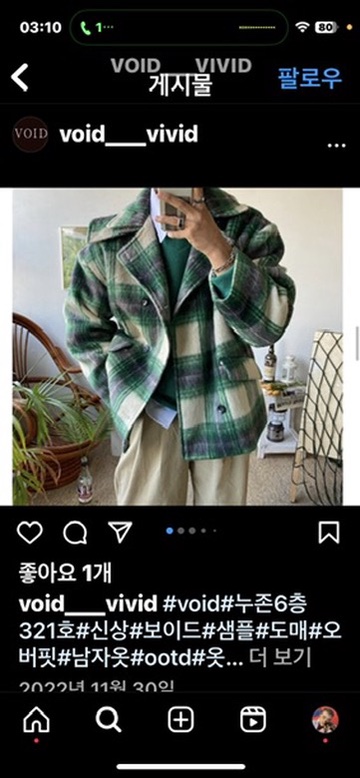 03:10
1...
80
VOID___VIVID
게시물
팔로우
VOID
void___vivid
좋아요 1개
void___vivid #void#누존6층
321호#신상#보이드#샘플#도매#오
버핏#남자옷#ootd#옷... 더 보기
2022년 11월 30일